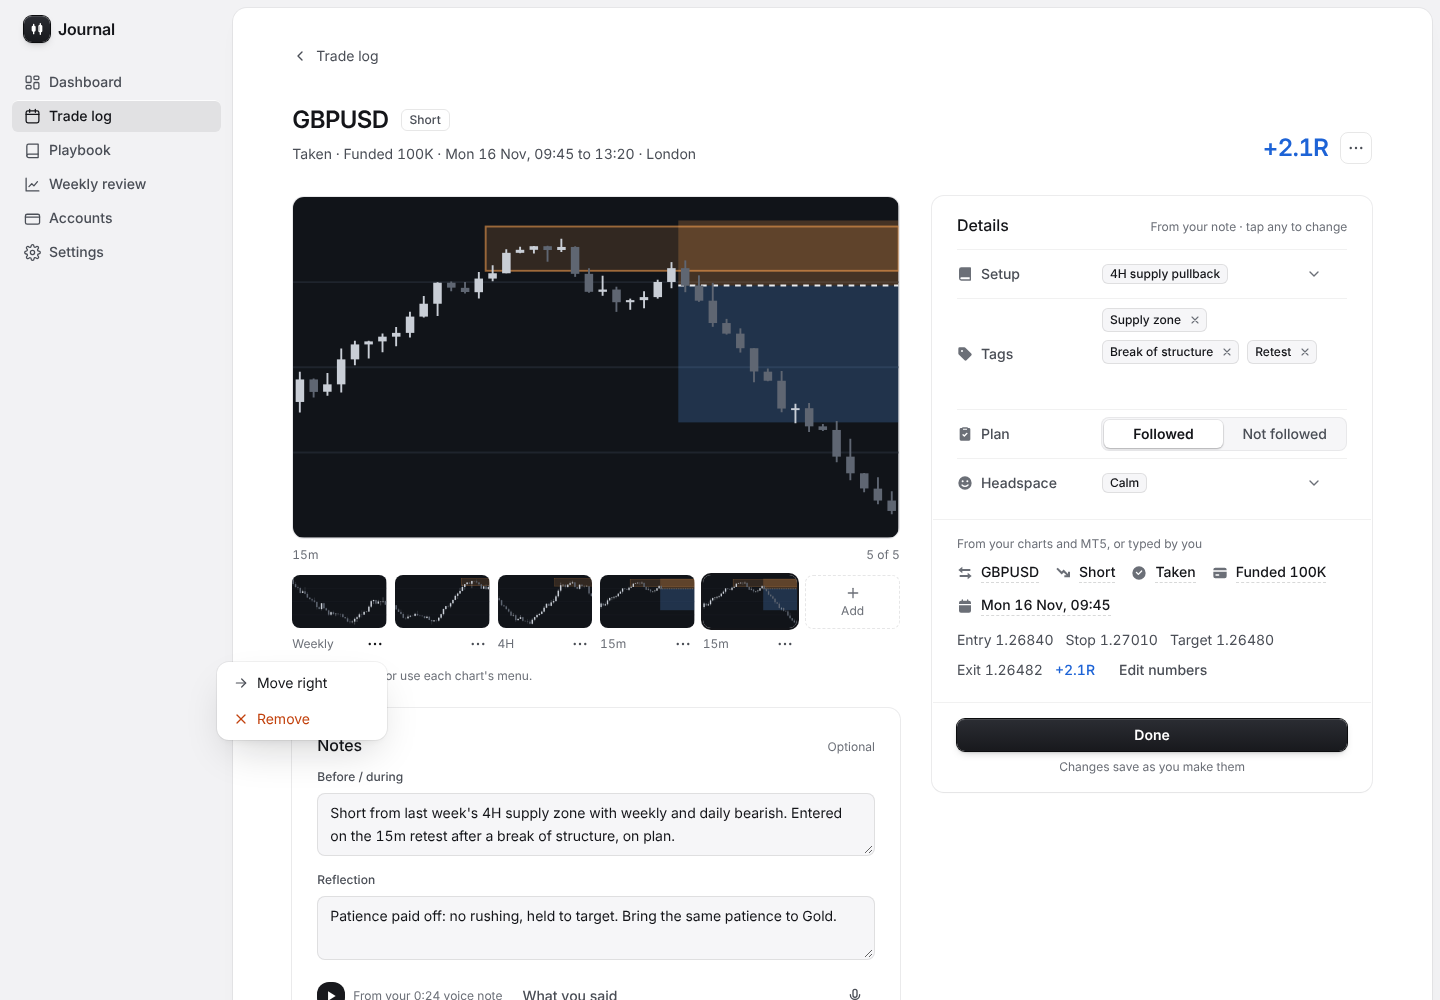 Journal
Dashboard
Trade log
Playbook
Weekly review
Accounts
Settings
Trade log
GBPUSD
Short
Taken · Funded 100K · Mon 16 Nov, 09:45 to 13:20 · London
+2.1R
15m
5 of 5
Weekly
4H
15m
15m
Add
or use each chart's menu.
Move right
Remove
Notes
Optional
Before / during
Short from last week's 4H supply zone with weekly and daily bearish. Entered
on the 15m retest after a break of structure, on plan.
Reflection
Patience paid off: no rushing, held to target. Bring the same patience to Gold.
From your 0:24 voice note
What you said
Details
From your note · tap any to change
Setup
4H supply pullback
Tags
Supply zone
Break of structure
Retest
Plan
Followed
Not followed
Headspace
Calm
From your charts and MT5, or typed by you
GBPUSD
Short
Taken
Funded 100K
Mon 16 Nov, 09:45
Entry 1.26840
Stop 1.27010
Target 1.26480
Exit 1.26482
+2.1R
Edit numbers
Done
Changes save as you make them